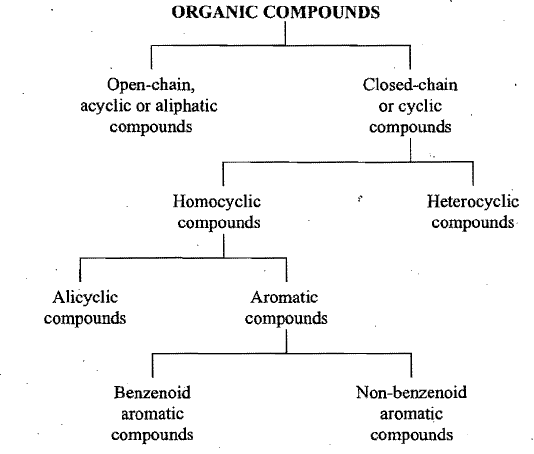 ORGANIC COMPOUNDS
Open-chain,
acyclic or aliphatic
compounds
Closed-chain
or cyclic
compounds
Homocyclic
compounds
Heterocyclic
compounds
Alicyclic
compounds
Aromatic
compounds
Benzenoid
aromatic
compounds
Non-benzenoid
aromatic
compounds